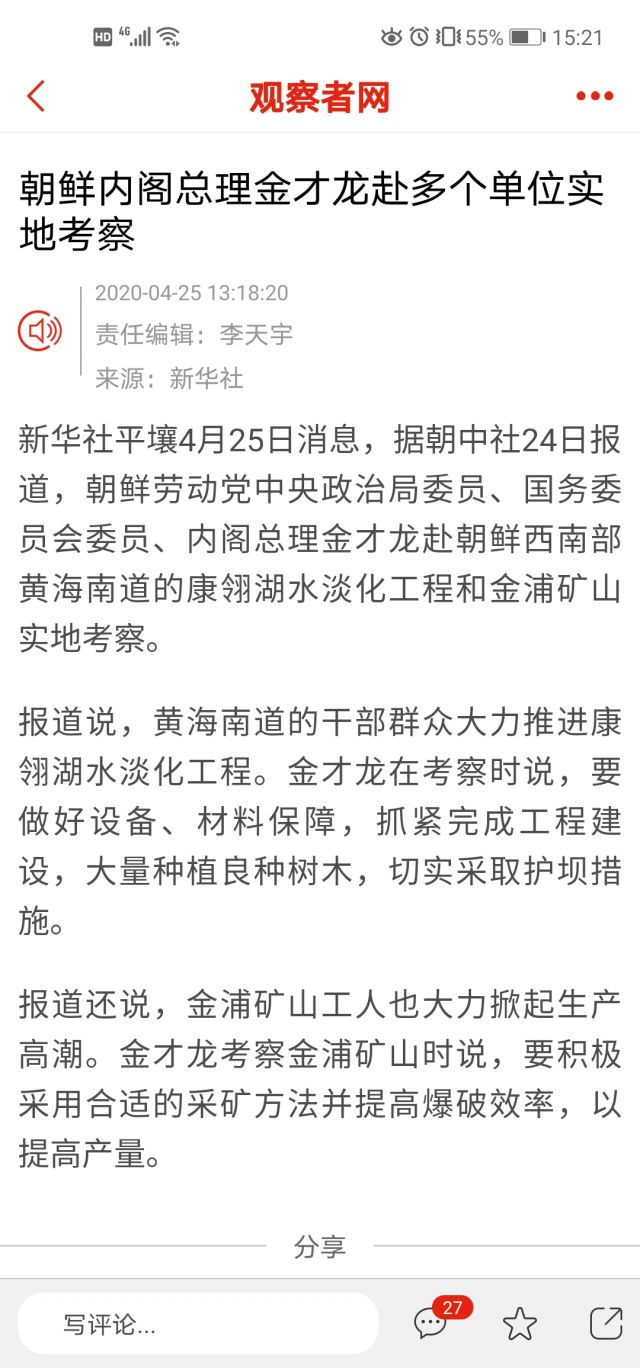 HD 4G 55% 15:21
观察者网
朝鲜内阁总理金才龙赴多个单位实
地考察
2020-04-25 13:18:20
责任编辑：李天宇
来源：新华社
新华社平壤4月25日消息，据朝中社24日报
道，朝鲜劳动党中央政治局委员、国务委
员会委员、内阁总理金才龙赴朝鲜西南部
黄海南道的康翎湖水淡化工程和金浦矿山
实地考察。
报道说，黄海南道的干部群众大力推进康
翎湖水淡化工程。金才龙在考察时说，要
做好设备、材料保障，抓紧完成工程建
设，大量种植良种树木，切实采取护坝措
施。
报道还说，金浦矿山工人也大力掀起生产
高潮。金才龙考察金浦矿山时说，要积极
采用合适的采矿方法并提高爆破效率，以
提高产量。
分享
写评论...
27